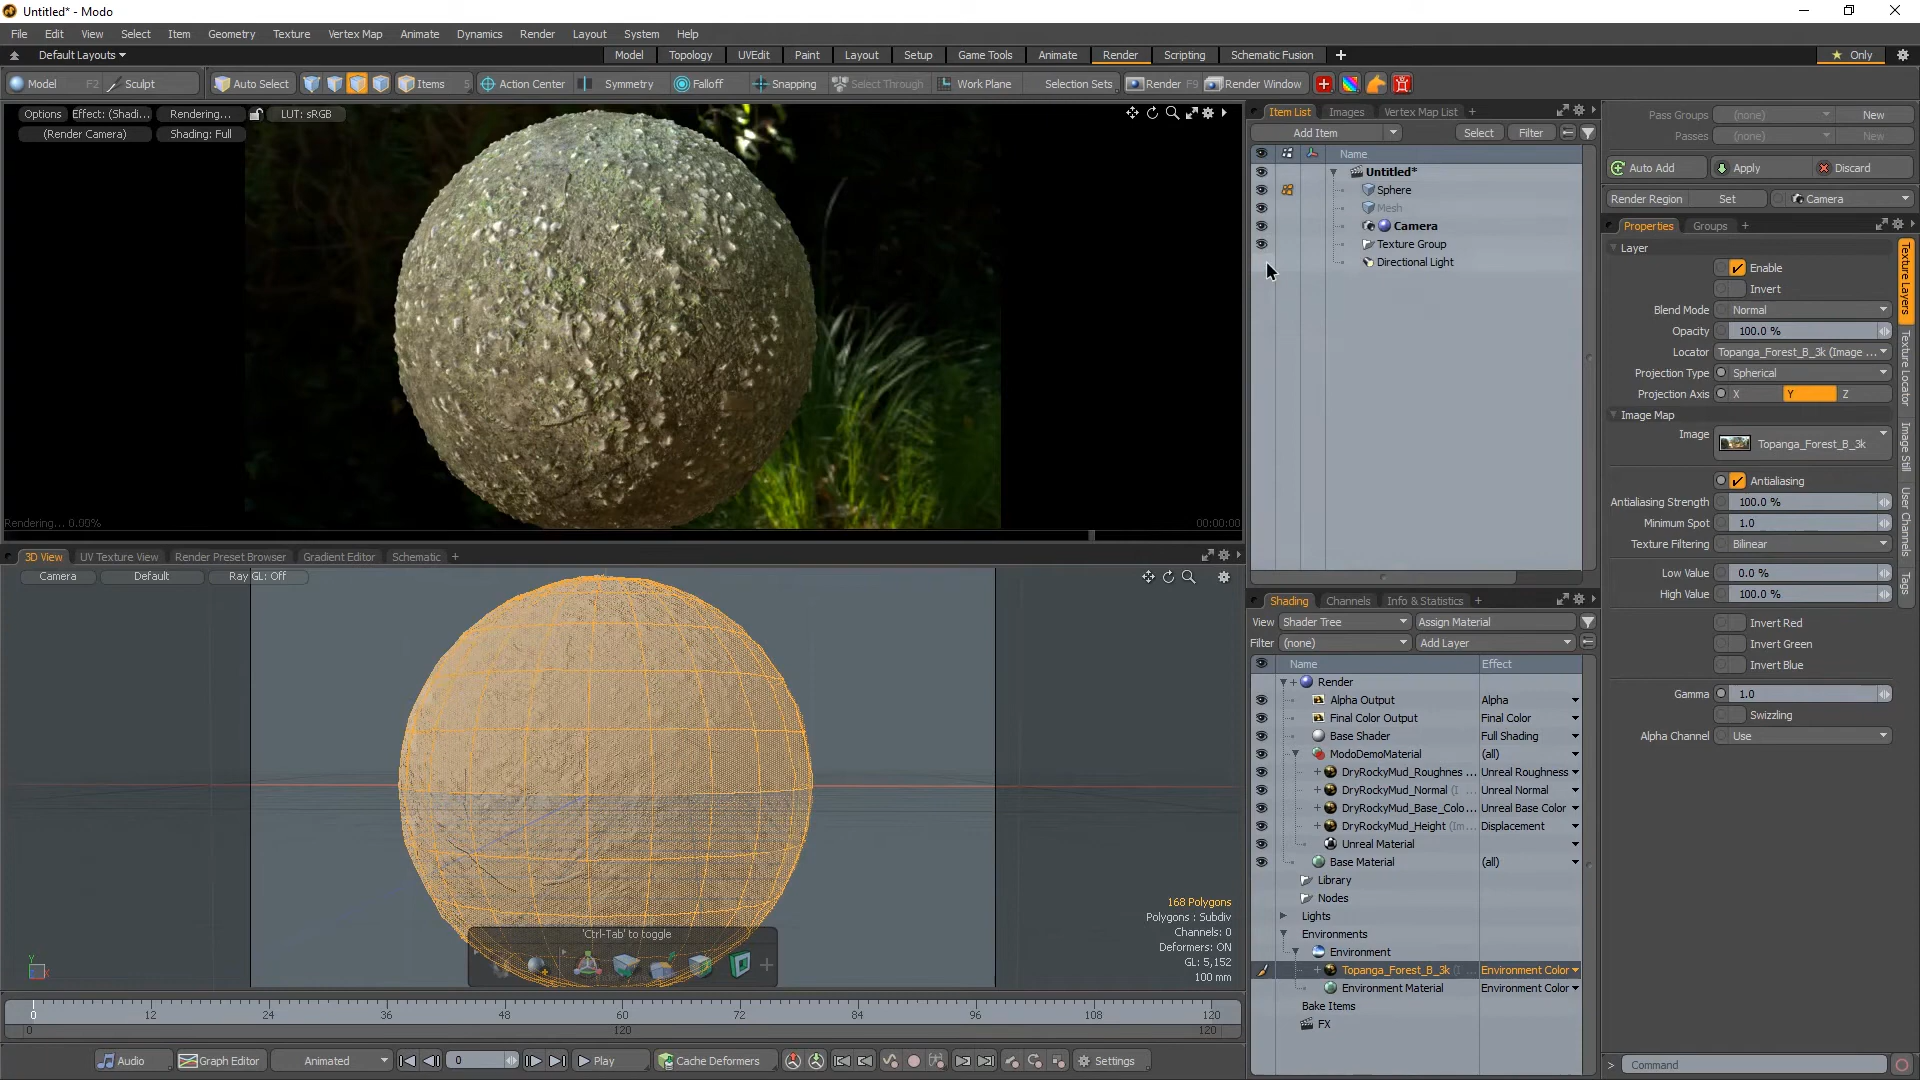 Untitled* - Modo
File Edit View Select Item Geometry Texture Vertex Map Animate Dynamics Render Layout System Help
Default Layouts Model Topology UVEdit Paint Layout Setup Game Tools Animate Render Scripting Schematic Fusion + Only
Model F2 Sculpt Auto Select Items 5 Action Center Symmetry Falloff Snapping Select Through Work Plane Selection Sets Render F9 Render Window
Options Effect: (Shadi... Rendering... LUT: sRGB
(Render Camera) Shading: Full
Rendering... 0.00% 00:00:00
3D View UV Texture View Render Preset Browser Gradient Editor Schematic +
Camera Default Ray GL: Off
168 Polygons
Polygons : Subdiv
Channels: 0
Deformers: ON
GL: 5,152
100 mm
'Ctrl-Tab' to toggle
Y
0 12 24 36 48 60 72 84 96 108 120
0 120 120
Audio Graph Editor Animated 0 Play Cache Deformers Settings
Item List Images Vertex Map List +
Add Item Select Filter
Name
Untitled*
Sphere
Mesh
Camera
Texture Group
Directional Light
Shading Channels Info & Statistics +
View Shader Tree Assign Material
Filter (none) Add Layer
Name Effect
Render
Alpha Output Alpha
Final Color Output Final Color
Base Shader Full Shading
ModoDemoMaterial (all)
DryRockyMud_Roughnes ... Unreal Roughness
DryRockyMud_Normal (I ... Unreal Normal
DryRockyMud_Base_Colo... Unreal Base Color
DryRockyMud_Height (Im... Displacement
Unreal Material
Base Material (all)
Library
Nodes
Lights
Environments
Environment
Topanga_Forest_B_3k (I ... Environment Color
Environment Material Environment Color
Bake Items
FX
Pass Groups (none) New
Passes (none) New
Auto Add Apply Discard
Render Region Set Camera
Properties Groups +
Layer
Enable
Invert
Blend Mode Normal
Opacity 100.0 %
Locator Topanga_Forest_B_3k (Image ...
Projection Type Spherical
Projection Axis X Y Z
Image Map
Image Topanga_Forest_B_3k
Antialiasing
Antialiasing Strength 100.0 %
Minimum Spot 1.0
Texture Filtering Bilinear
Low Value 0.0 %
High Value 100.0 %
Invert Red
Invert Green
Invert Blue
Gamma 1.0
Swizzling
Alpha Channel Use
Texture Layers
Texture Locator
Image Still
User Channels
Tags
> Command